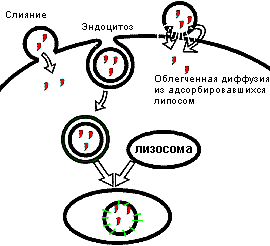 Слияние
Эндоцитоз
Облегченная диффузия
из адсорбировавшихся
липосом
лизосома